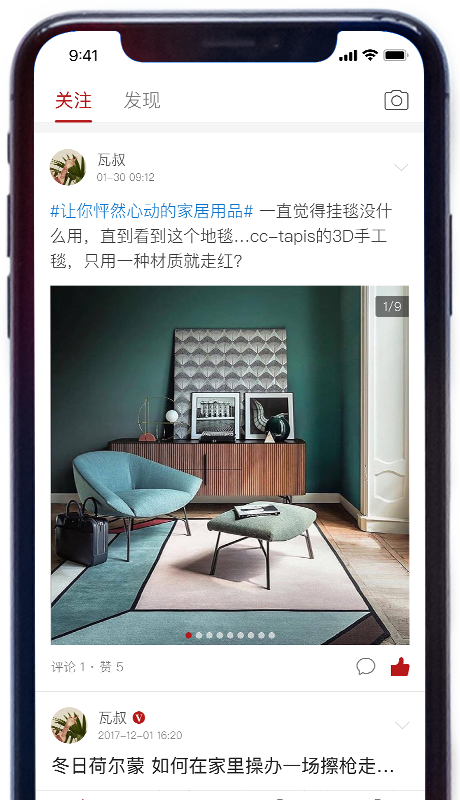 9:41
关注 发现
瓦叔
01-30 09:12
#让你怦然心动的家居用品# 一直觉得挂毯没什
么用，直到看到这个地毯...cc-tapis的3D手工
毯，只用一种材质就走红？
1/9
评论 1 · 赞 5
瓦叔 V
2017-12-01 16:20
冬日荷尔蒙 如何在家里操办一场擦枪走...